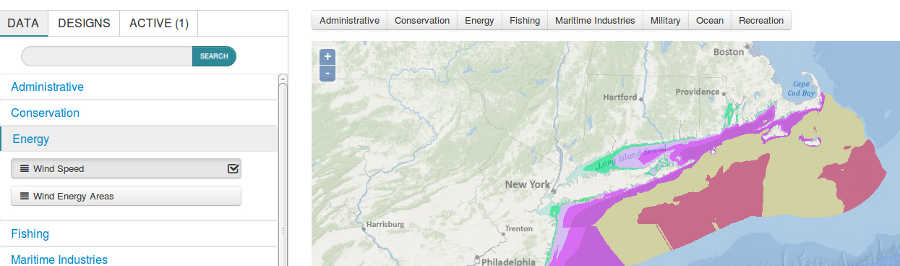 DATA DESIGNS ACTIVE (1)
SEARCH
Administrative
Conservation
Energy
Wind Speed
Wind Energy Areas
Fishing
Maritime Industries
Administrative Conservation Energy Fishing Maritime Industries Military Ocean Recreation
+
-
Boston
Cape
Cod Bay
Providence
Hartford
Long Island
New York
Harrisburg
Trenton
Philadelphia